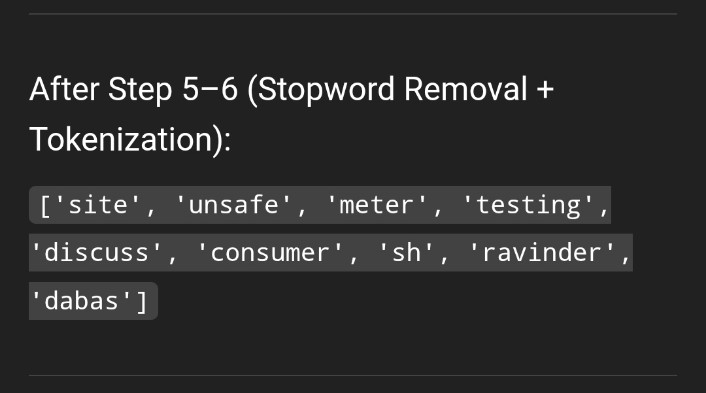 After Step 5–6 (Stopword Removal +
Tokenization):
['site', 'unsafe', 'meter', 'testing',
'discuss', 'consumer', 'sh', 'ravinder',
'dabas']